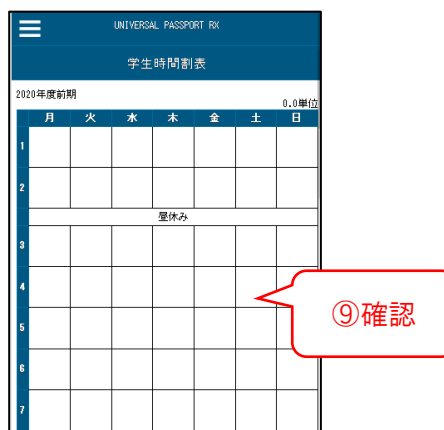 UNIVERSAL PASSPORT RX
学生時間割表
2020年度前期
0.0単位
月 火 水 木 金 土 日
1
2
昼休み
3
4
⑨確認
5
6
7